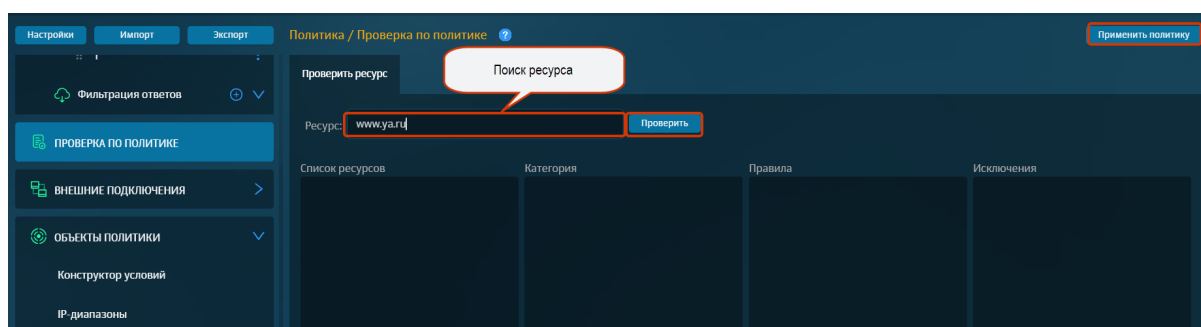 Настройки Импорт Экспорт
Политика / Проверка по политике ?
Применить политику
Фильтрация ответов
ПРОВЕРКА ПО ПОЛИТИКЕ
ВНЕШНИЕ ПОДКЛЮЧЕНИЯ
ОБЪЕКТЫ ПОЛИТИКИ
Конструктор условий
IP-диапазоны
Проверить ресурс
Поиск ресурса
Ресурс: www.ya.ru Проверить
Список ресурсов Категория Правила Исключения